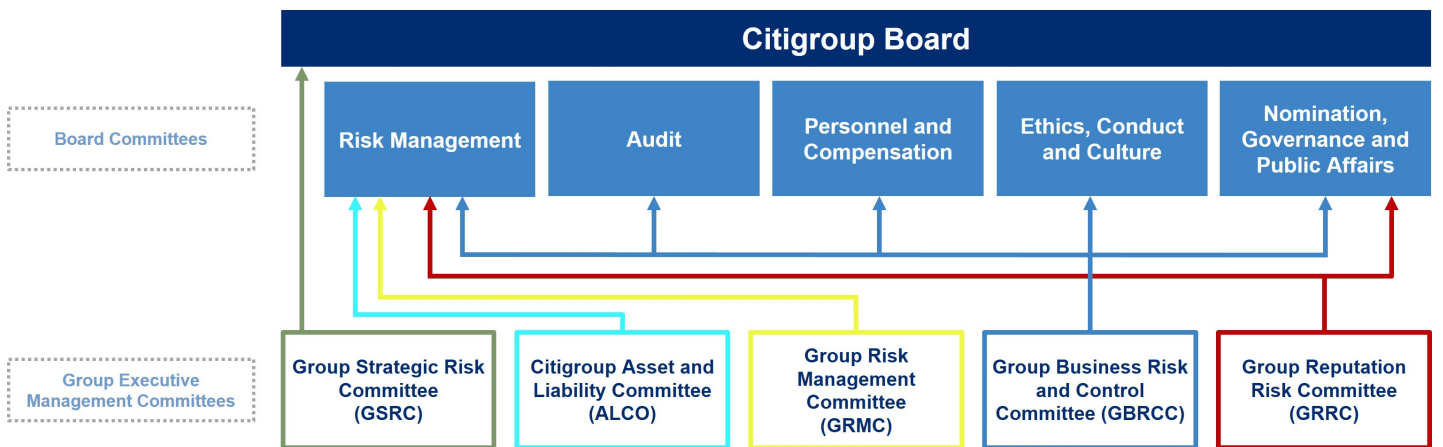 Citigroup Board
Board Committees
Risk Management
Audit
Personnel and
Compensation
Ethics, Conduct
and Culture
Nomination,
Governance and
Public Affairs
Group Executive
Management Committees
Group Strategic Risk
Committee
(GSRC)
Citigroup Asset and
Liability Committee
(ALCO)
Group Risk
Management
Committee
(GRMC)
Group Business Risk
and Control
Committee (GBRCC)
Group Reputation
Risk Committee
(GRRC)